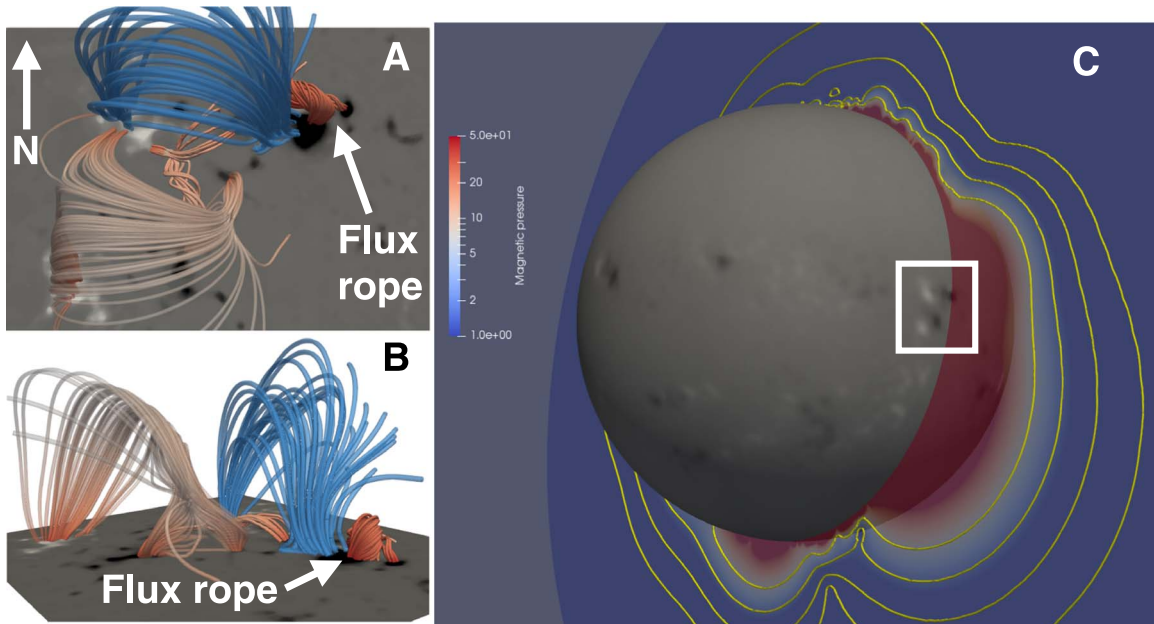 A
N
Flux
rope
B
Flux rope
C
5.0e+01
20
10
5
2
1.0e+00
Magnetic pressure